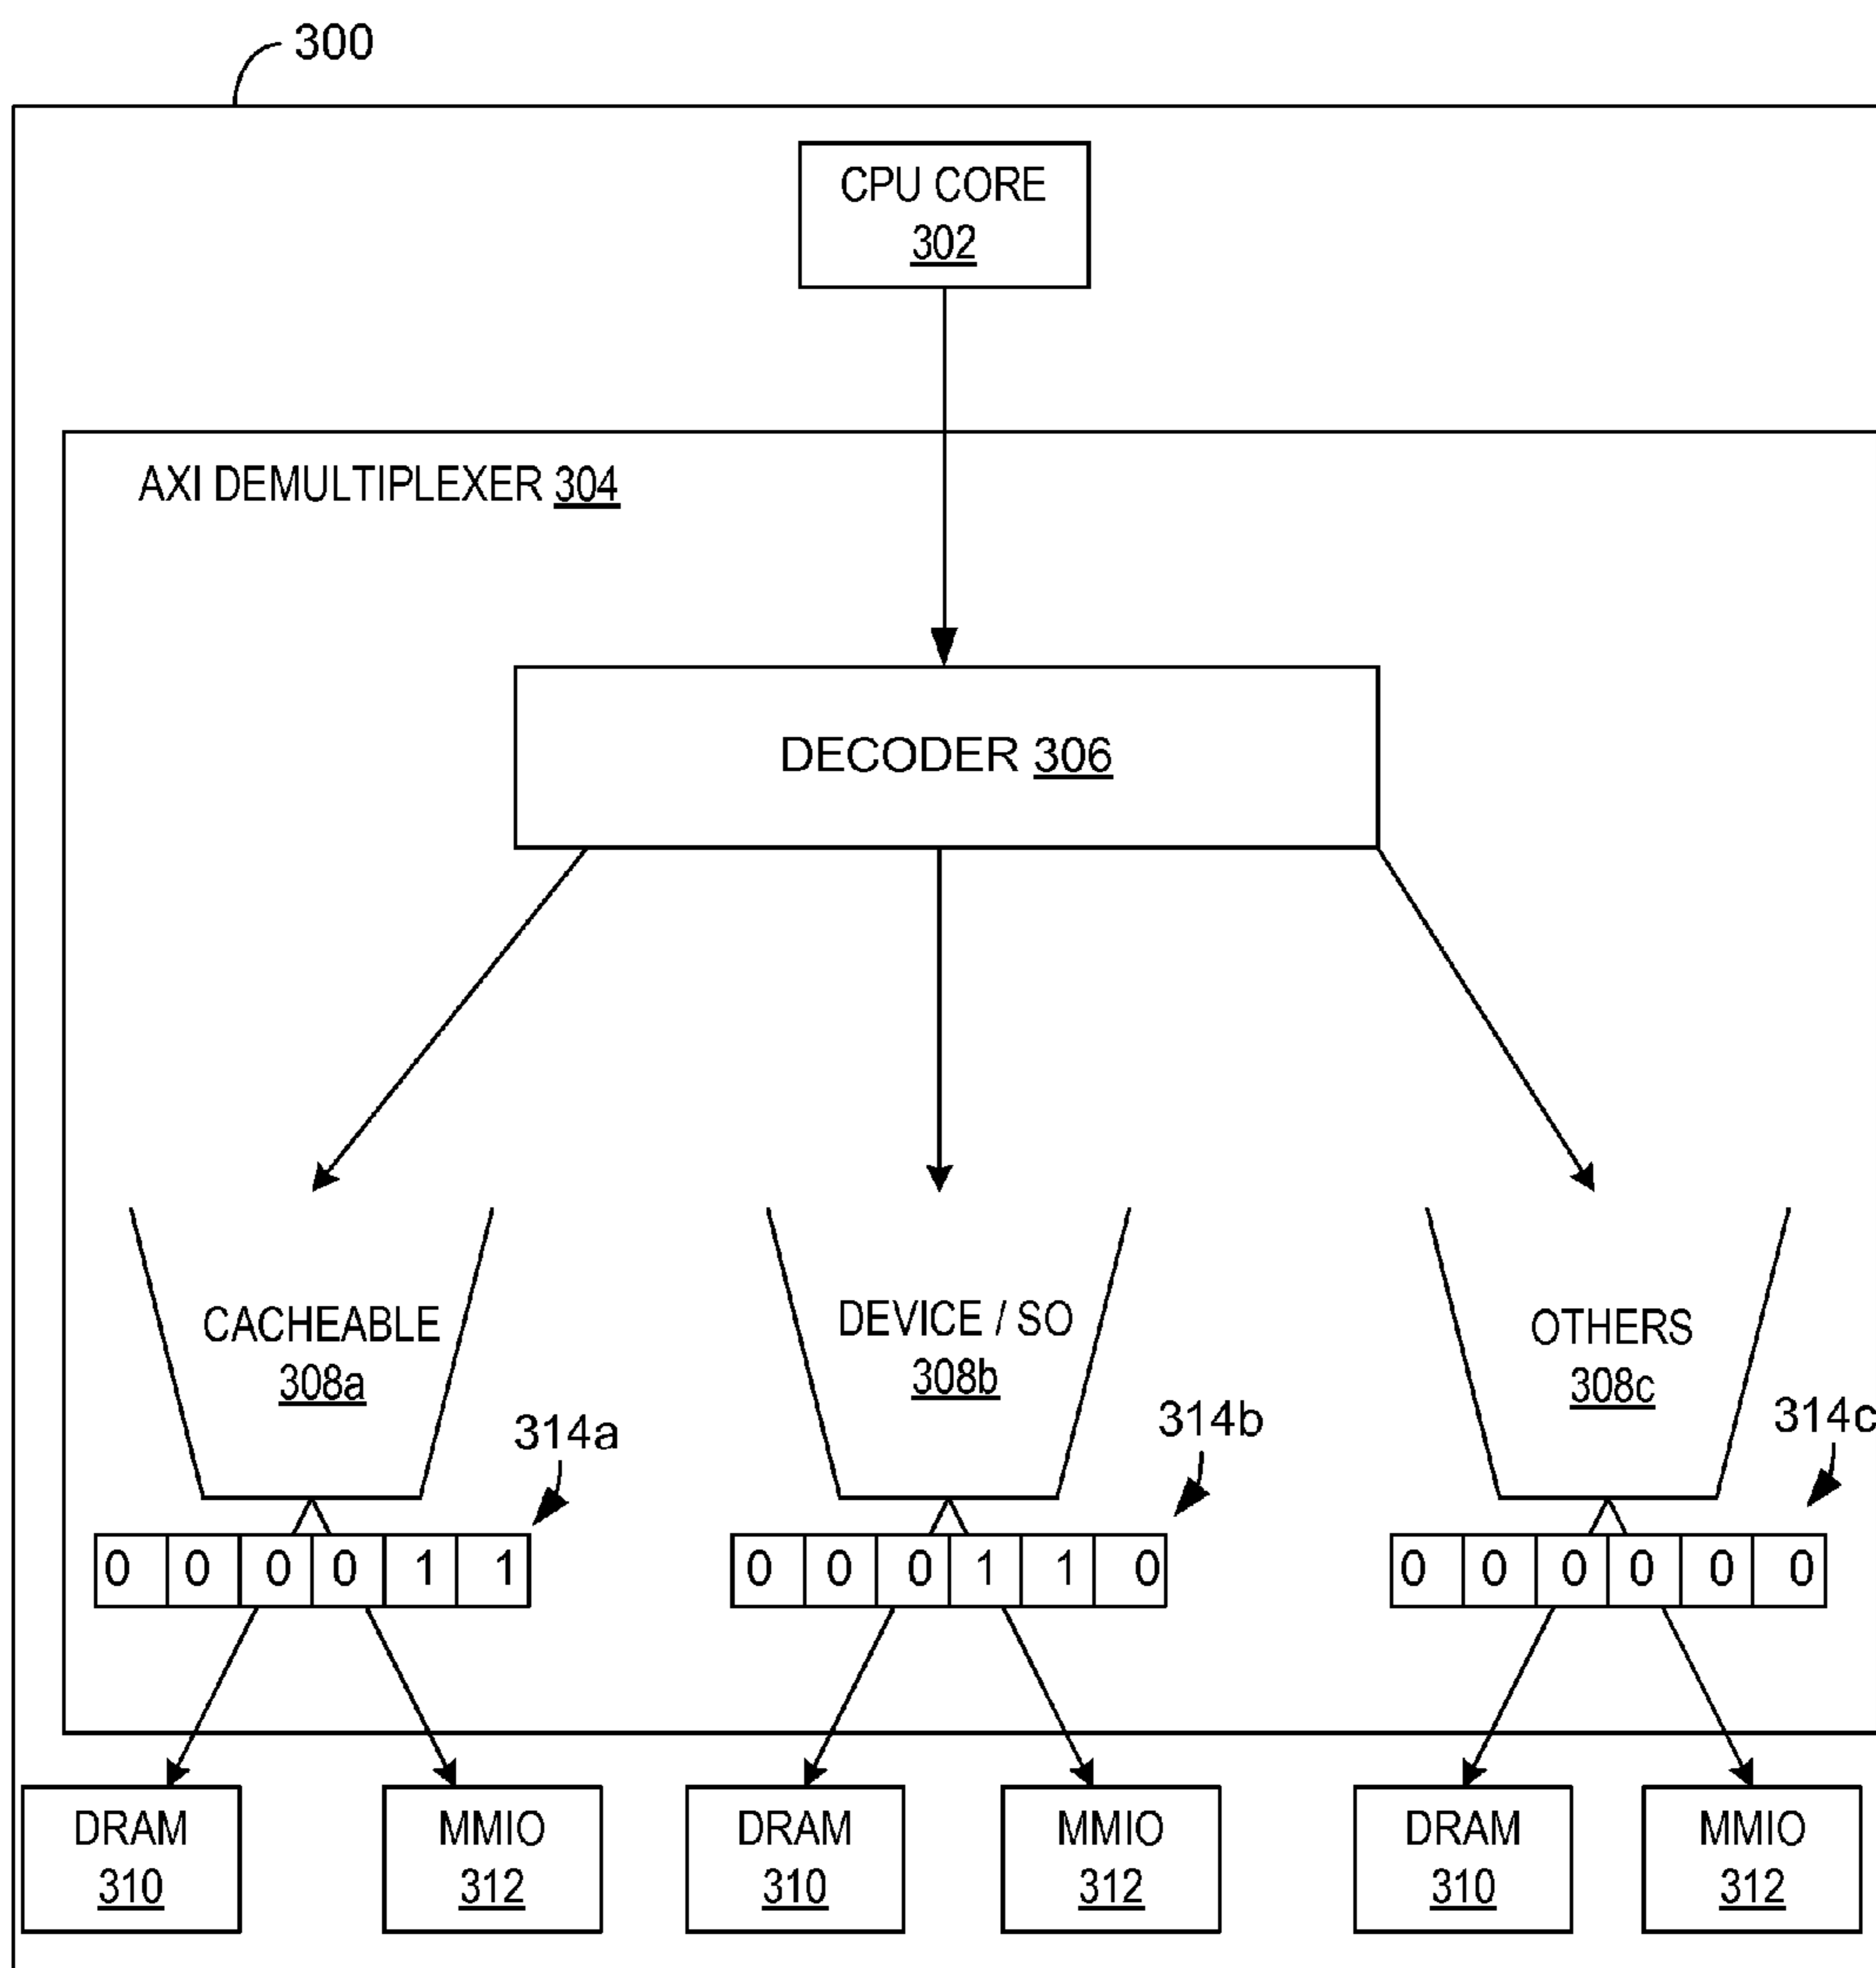 300
CPU CORE
302
AXI DEMULTIPLEXER 304
DECODER 306
CACHEABLE
308a
DEVICE / SO
308b
OTHERS
308c
314a
314b
314c
0 0 0 0 1 1
0 0 0 1 1 0
0 0 0 0 0 0
DRAM
310
MMIO
312
DRAM
310
MMIO
312
DRAM
310
MMIO
312